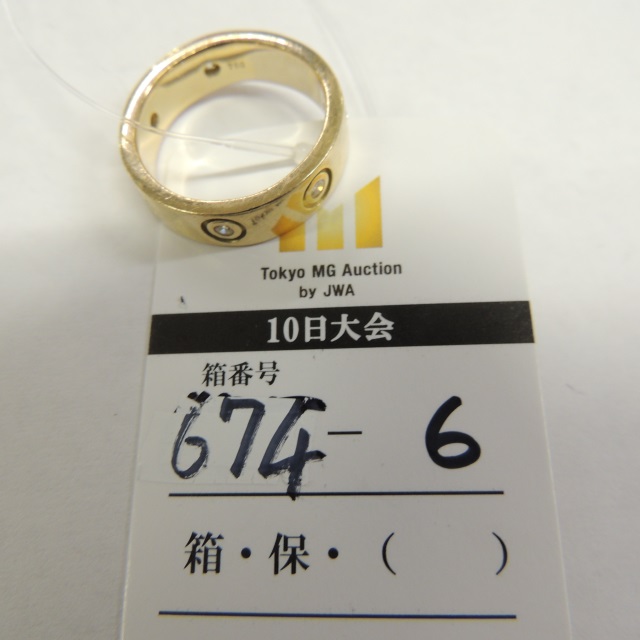 Tokyo MG Auction
by JWA
10日大会
箱番号
674- 6
箱・保・(　　)